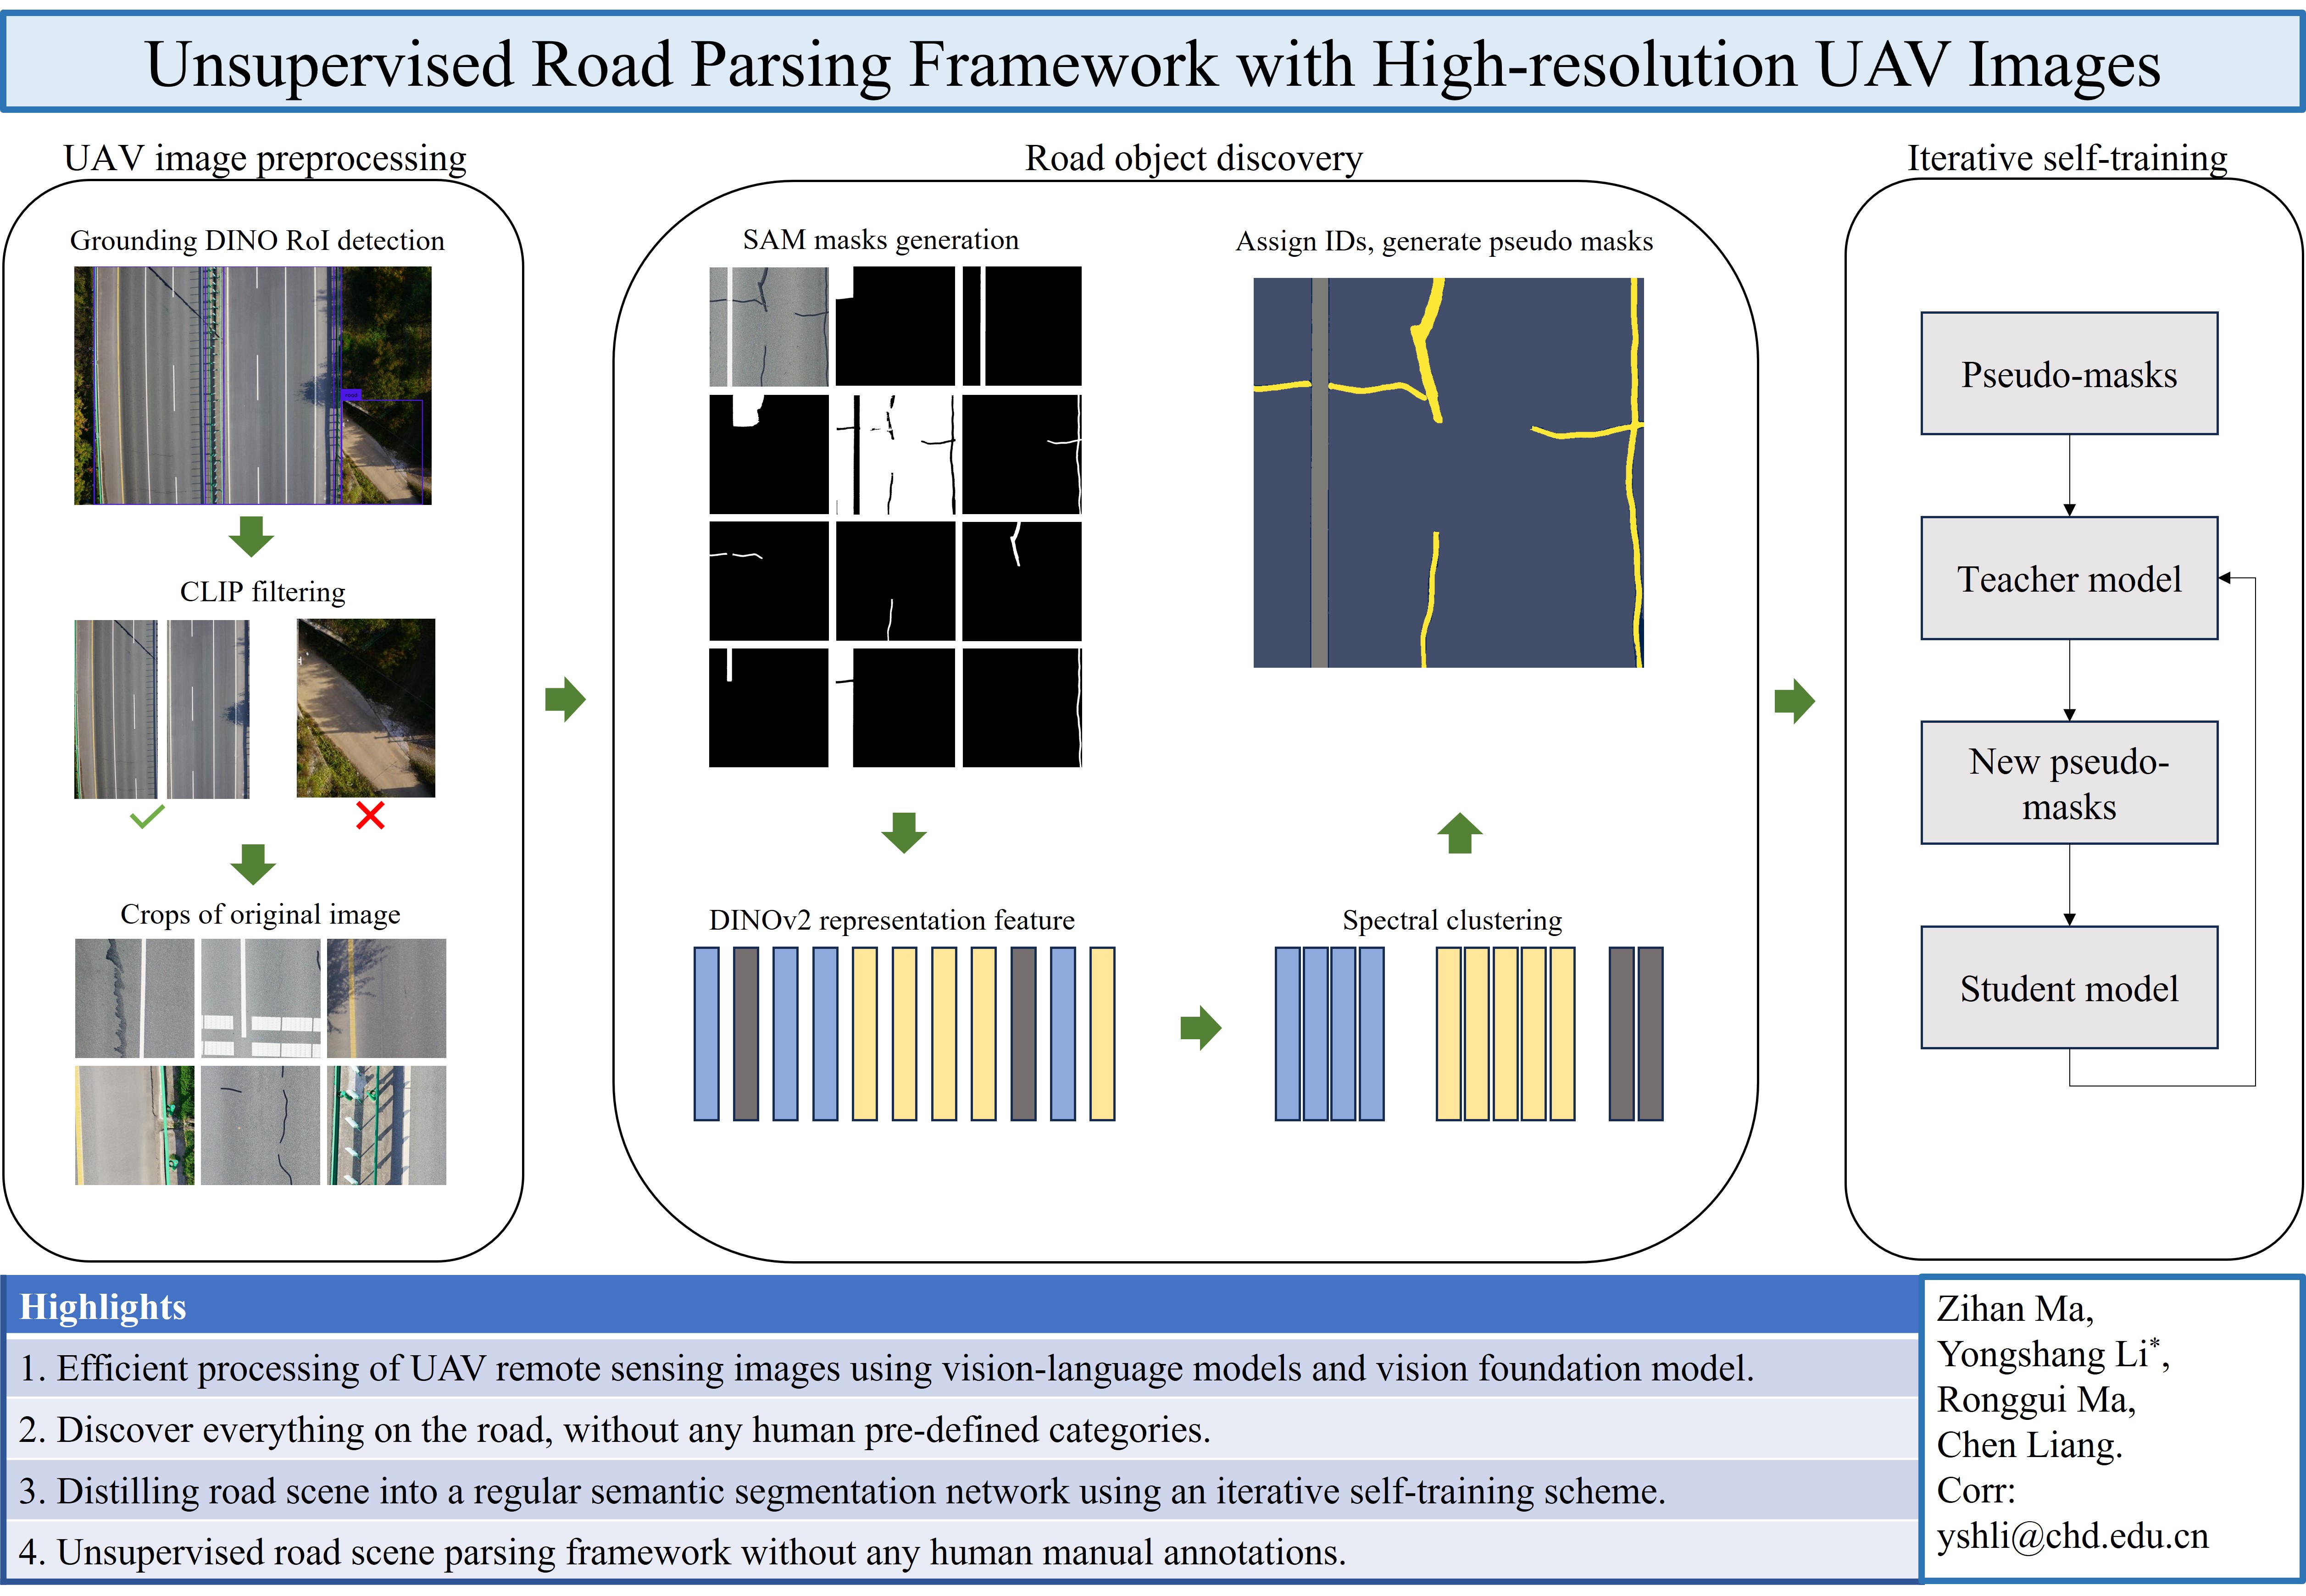 Unsupervised Road Parsing Framework with High-resolution UAV Images
UAV image preprocessing
Grounding DINO RoI detection
CLIP filtering
Crops of original image
Road object discovery
SAM masks generation
Assign IDs, generate pseudo masks
DINOv2 representation feature
Spectral clustering
Iterative self-training
Pseudo-masks
Teacher model
New pseudo-
masks
Student model
Highlights
1. Efficient processing of UAV remote sensing images using vision-language models and vision foundation model.
2. Discover everything on the road, without any human pre-defined categories.
3. Distilling road scene into a regular semantic segmentation network using an iterative self-training scheme.
4. Unsupervised road scene parsing framework without any human manual annotations.
Zihan Ma,
Yongshang Li*,
Ronggui Ma,
Chen Liang.
Corr:
yshli@chd.edu.cn